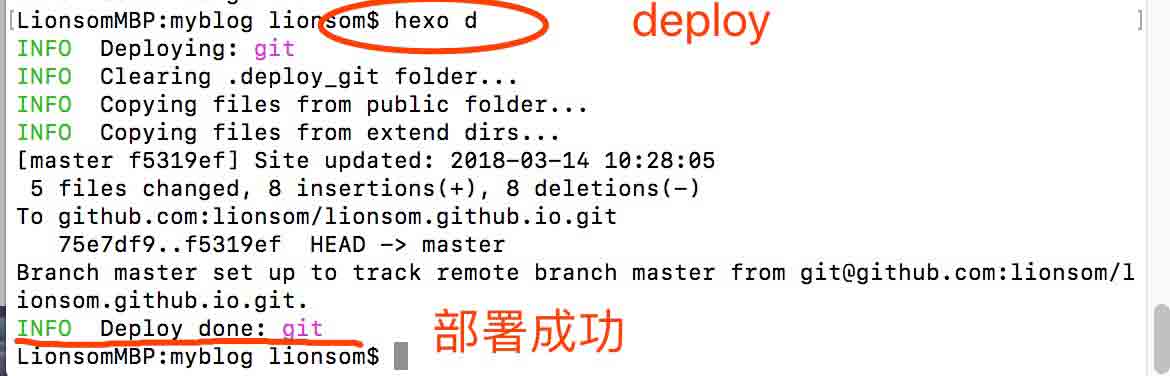 [LionsomMBP:myblog lionsom$ hexo d ]
deploy
INFO  Deploying: git
INFO  Clearing .deploy_git folder...
INFO  Copying files from public folder...
INFO  Copying files from extend dirs...
[master f5319ef] Site updated: 2018-03-14 10:28:05
 5 files changed, 8 insertions(+), 8 deletions(-)
To github.com:lionsom/lionsom.github.io.git
   75e7df9..f5319ef  HEAD -> master
Branch master set up to track remote branch master from git@github.com:lionsom/l
ionsom.github.io.git.
INFO  Deploy done: git
部署成功
LionsomMBP:myblog lionsom$